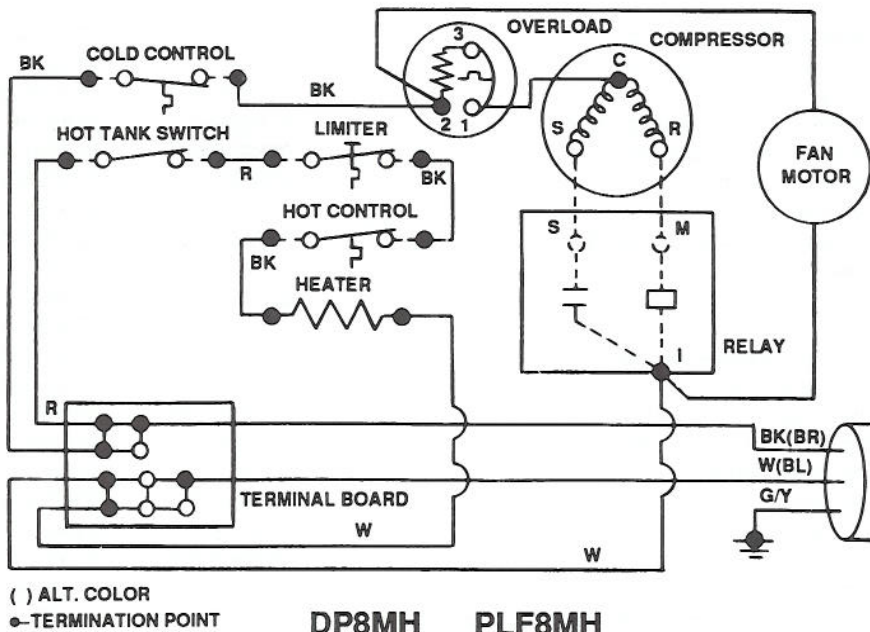 OVERLOAD
COLD CONTROL
3
COMPRESSOR
BK
C
BK
2
1
S
R
HOT TANK SWITCH
LIMITER
FAN
MOTOR
R
BK
HOT CONTROL
S
M
BK
HEATER
RELAY
I
R
BK(BR)
W(BL)
TERMINAL BOARD
G/Y
W
W
( ) ALT. COLOR
TERMINATION POINT
DP8MH PLF8MH